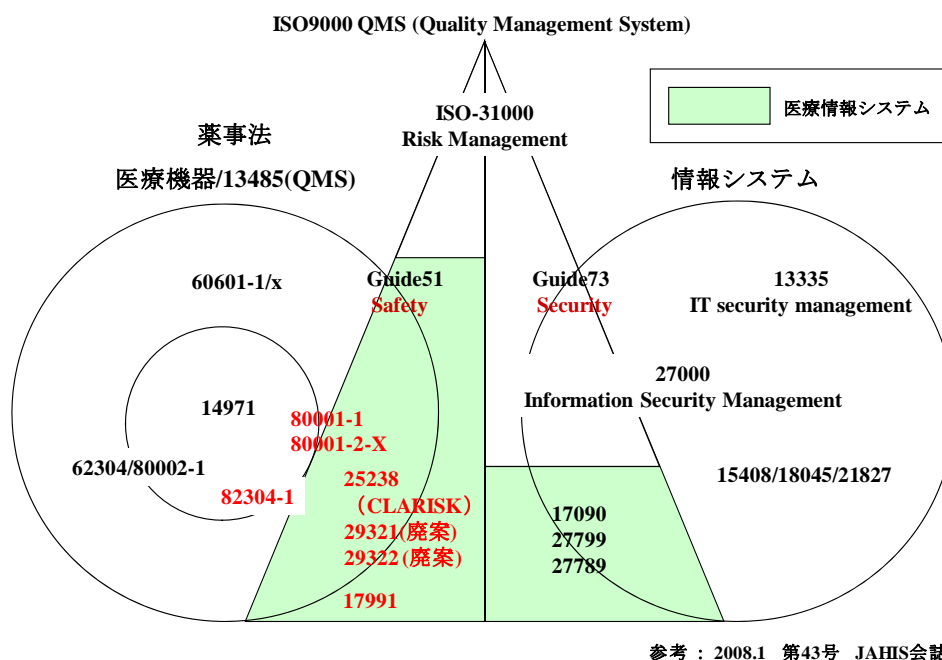 ISO9000 QMS (Quality Management System)
ISO-31000
Risk Management
医療情報システム
薬事法
医療機器/13485(QMS)
情報システム
60601-1/x
Guide51
Safety
Guide73
Security
13335
IT security management
14971
80001-1
80001-2-X
27000
Information Security Management
62304/80002-1
82304-1
25238
（CLARISK）
29321(廃案)
29322 (廃案)
17991
15408/18045/21827
17090
27799
27789
参考 : 2008.1 第43号 JAHIS会誌